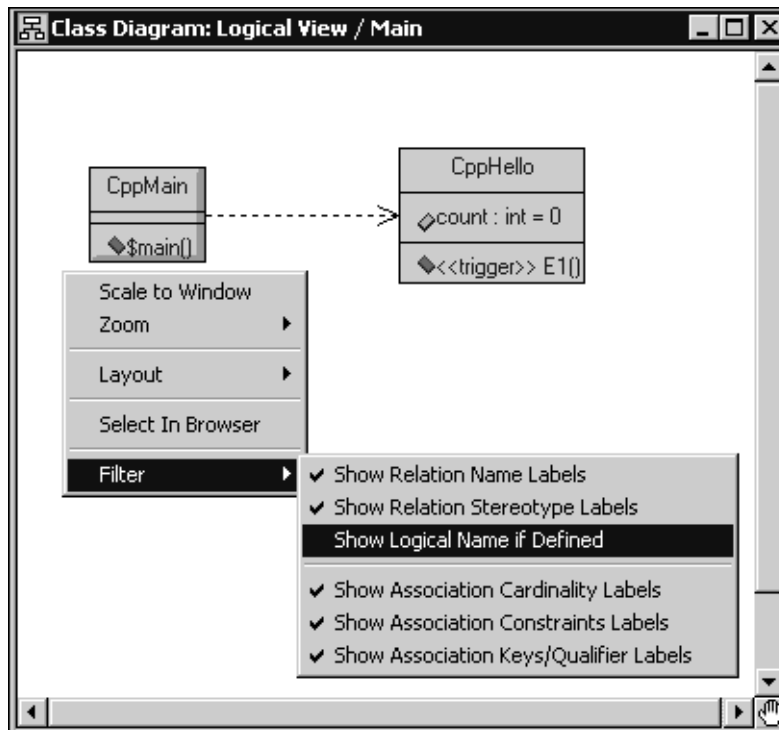 Class Diagram: Logical View / Main
CppMain
$main()
CppHello
count : int = 0
<<trigger>> E1()
Scale to Window
Zoom
Layout
Select In Browser
Filter
Show Relation Name Labels
Show Relation Stereotype Labels
Show Logical Name if Defined
Show Association Cardinality Labels
Show Association Constraints Labels
Show Association Keys/Qualifier Labels